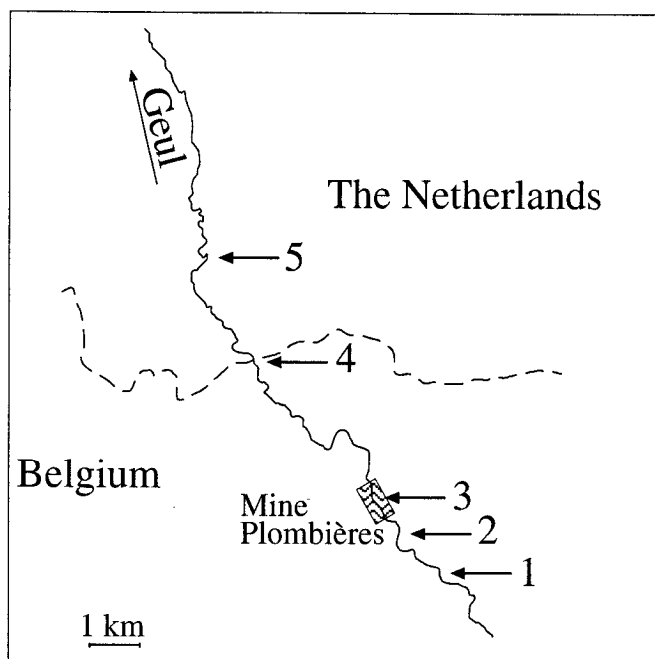 Geul
The Netherlands
5
4
Belgium
3
Mine
Plombières
2
1
1 km